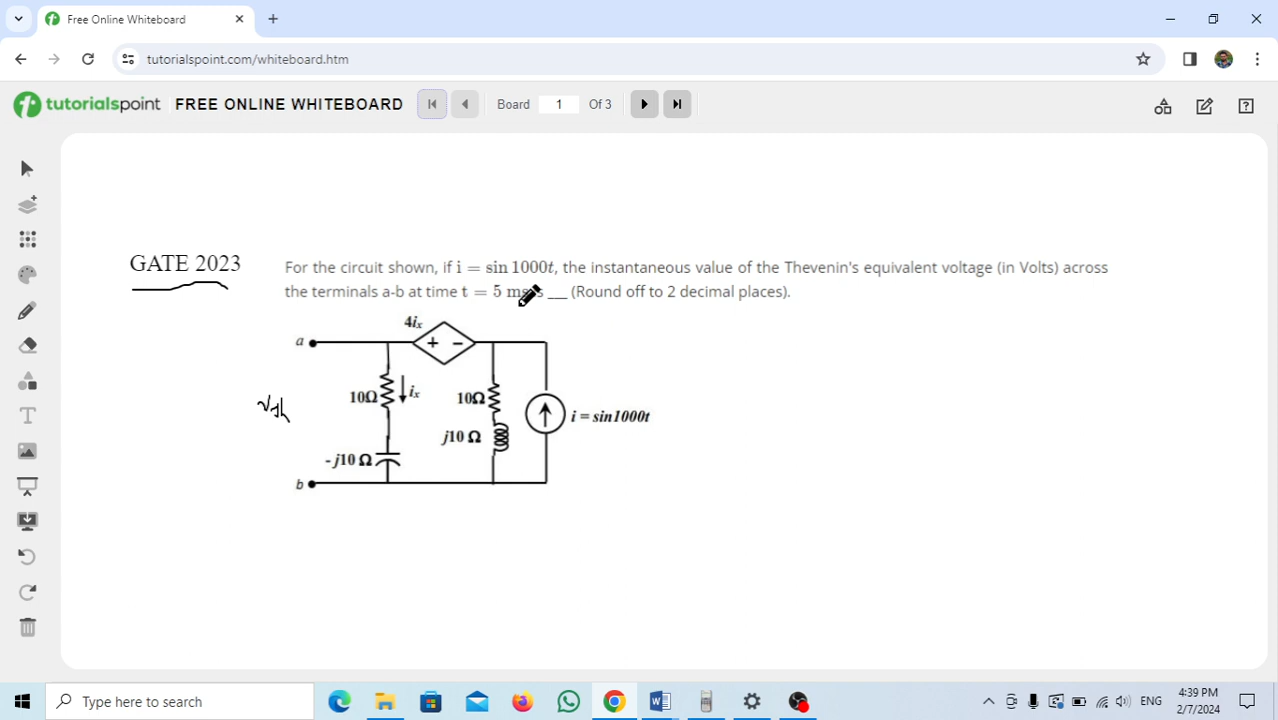 Free Online Whiteboard
tutorialspoint.com/whiteboard.htm
tutorialspoint FREE ONLINE WHITEBOARD Board 1 Of 3
GATE 2023
For the circuit shown, if i = sin 1000t, the instantaneous value of the Thevenin's equivalent voltage (in Volts) across
the terminals a-b at time t = 5 ms is __ (Round off to 2 decimal places).
4ix
a
+ −
10Ω ix 10Ω
Vth
i = sin1000t
j10 Ω
- j10 Ω
b
T
Type here to search
ENG
4:39 PM
2/7/2024